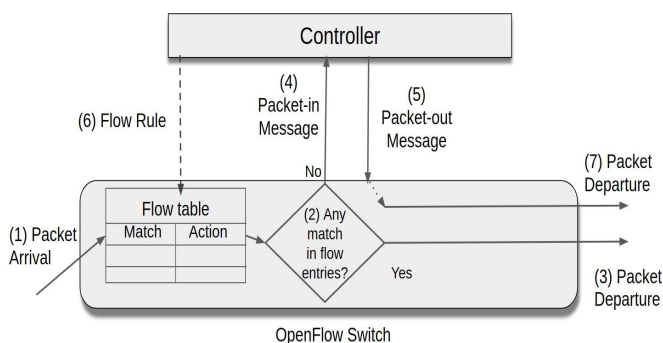 Controller
(4)
Packet-in
Message
(5)
Packet-out
Message
(6) Flow Rule
No
(7) Packet
Departure
Flow table
Match Action
(1) Packet
Arrival
(2) Any
match
in flow
entries?
Yes
(3) Packet
Departure
OpenFlow Switch